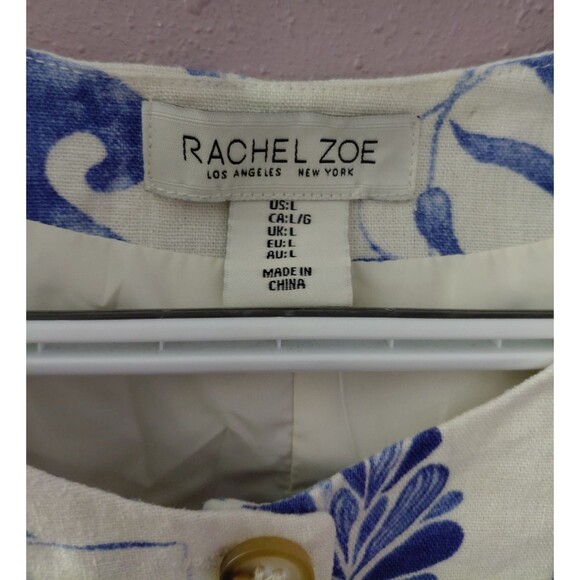 RACHEL ZOE
LOS ANGELES NEW YORK
US:L
CA:L/G
UK:L
EU:L
AU:L
MADE IN
CHINA